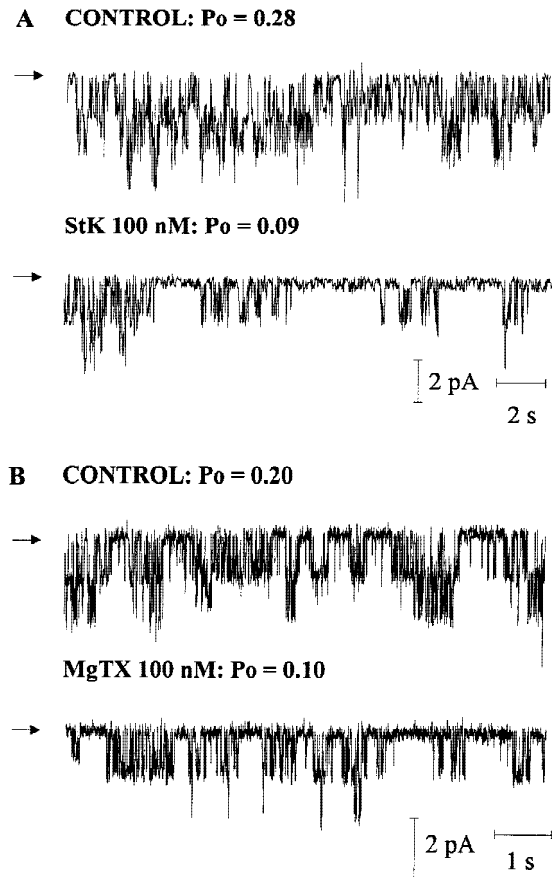 A CONTROL: Po = 0.28
StK 100 nM: Po = 0.09
2 pA
2 s
B CONTROL: Po = 0.20
MgTX 100 nM: Po = 0.10
2 pA
1 s